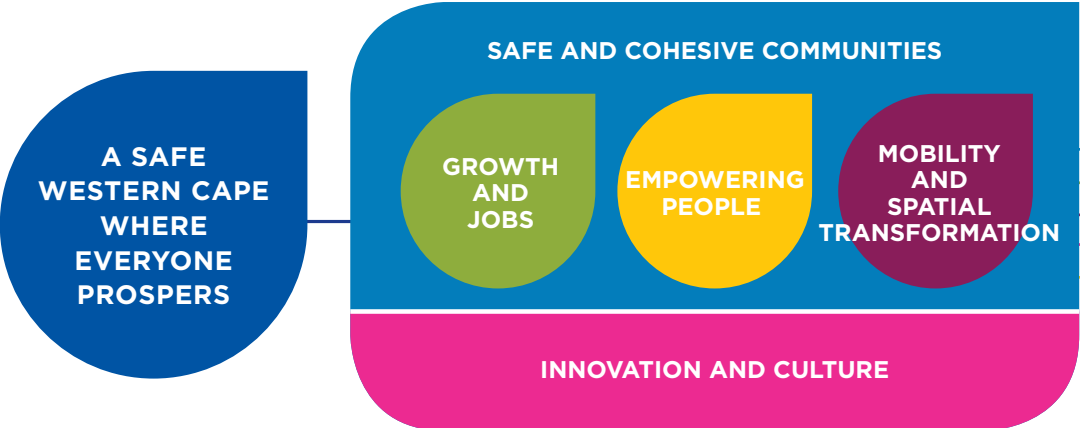 A SAFE
WESTERN CAPE
WHERE
EVERYONE
PROSPERS
SAFE AND COHESIVE COMMUNITIES
GROWTH
AND
JOBS
EMPOWERING
PEOPLE
MOBILITY
AND
SPATIAL
TRANSFORMATION
INNOVATION AND CULTURE